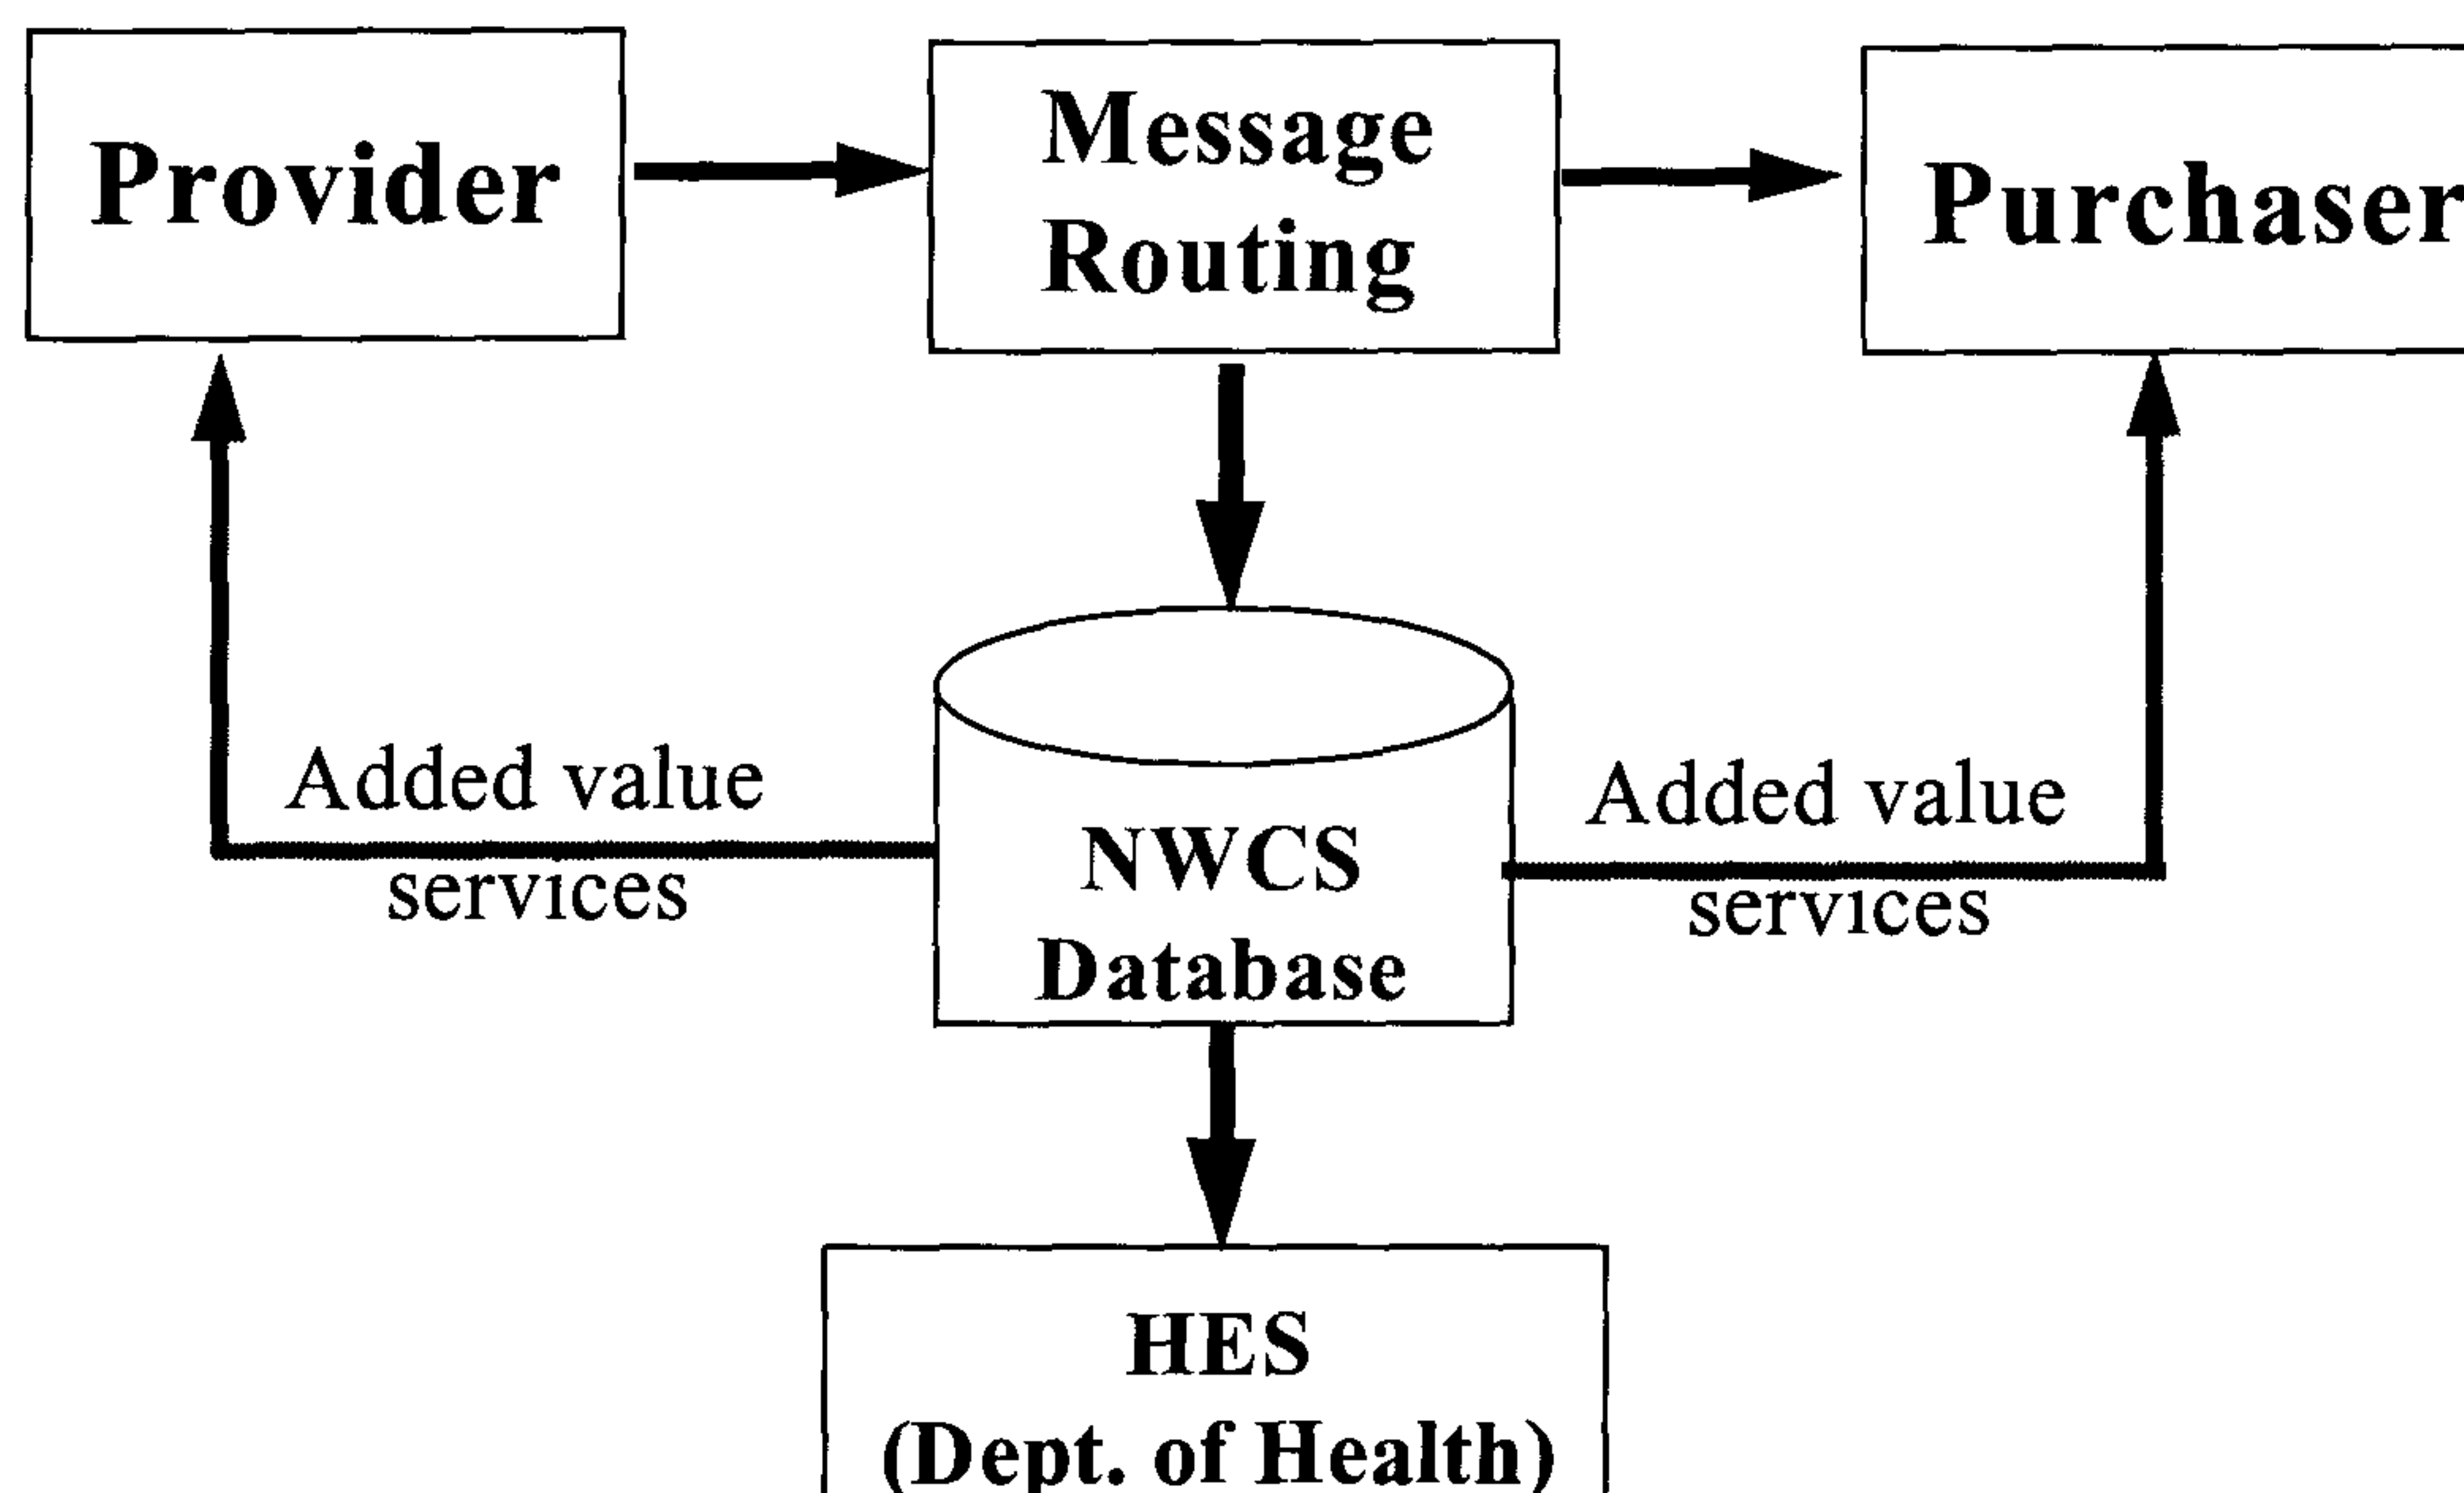 Provider
Message
Routing
Purchaser
Added value
services
NWCS
Database
Added value
services
HES
(Dept. of Health)